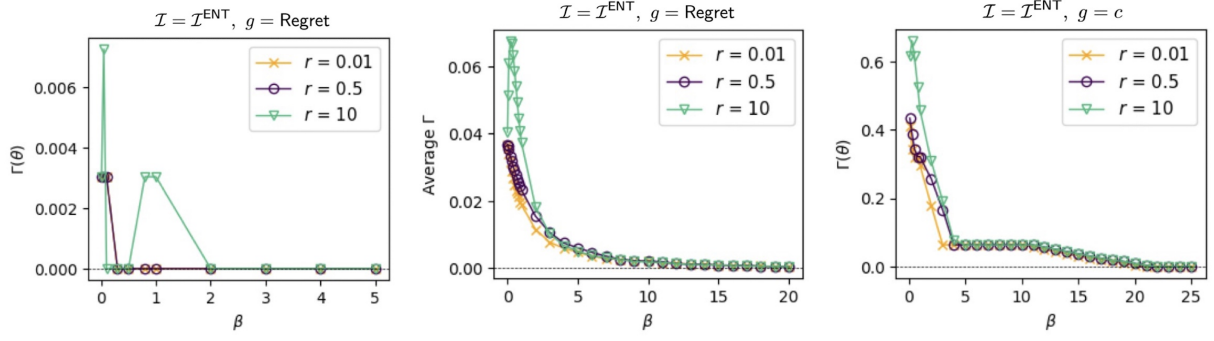 I = I^ENT, g = Regret
r = 0.01
r = 0.5
r = 10
Γ(θ)
0.006
0.004
0.002
0.000
0 1 2 3 4 5
β
I = I^ENT, g = Regret
r = 0.01
r = 0.5
r = 10
Average Γ
0.06
0.04
0.02
0.00
0 5 10 15 20
β
I = I^ENT, g = c
r = 0.01
r = 0.5
r = 10
Γ(θ)
0.6
0.4
0.2
0.0
0 5 10 15 20 25
β